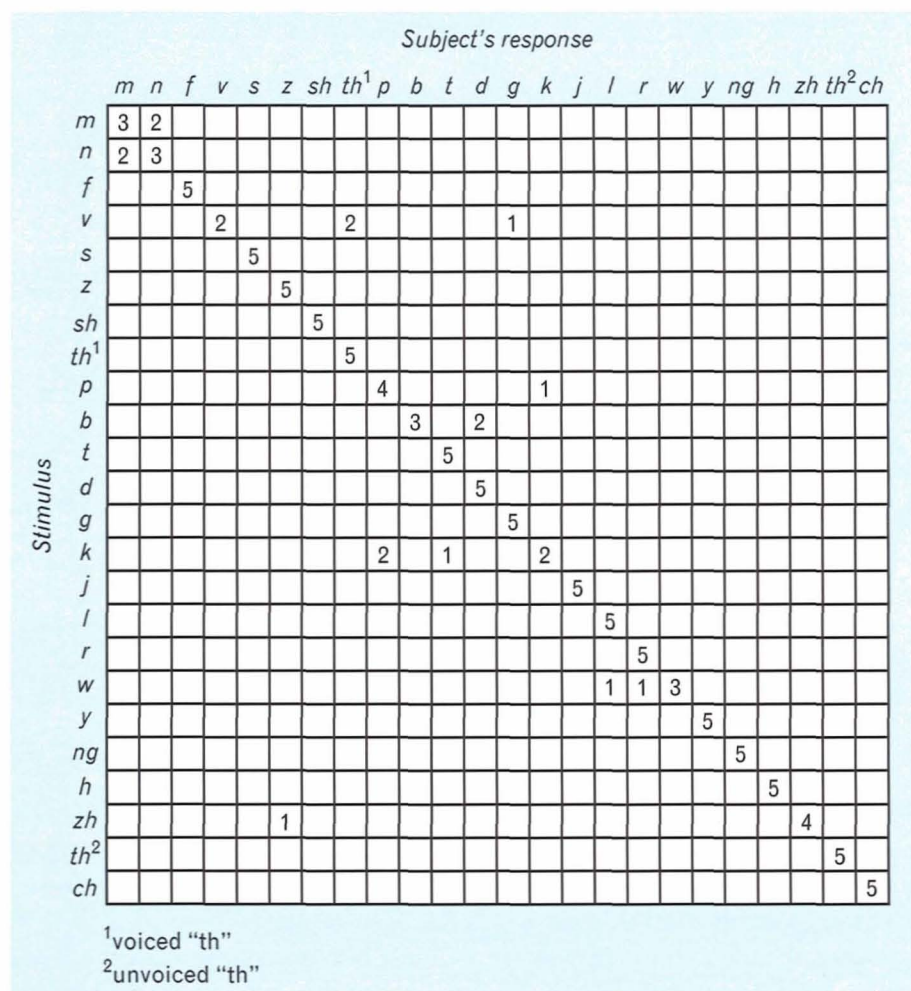 Subject's response
m n f v s z sh th¹ p b t d g k j l r w y ng h zh th² ch
Stimulus
m 3 2
n 2 3
f 5
v 2 2 1
s 5
z 5
sh 5
th¹ 5
p 4 1
b 3 2
t 5
d 5
g 5
k 2 1 2
j 5
l 5
r 5
w 1 1 3
y 5
ng 5
h 5
zh 1 4
th² 5
ch 5
¹voiced “th”
²unvoiced “th”